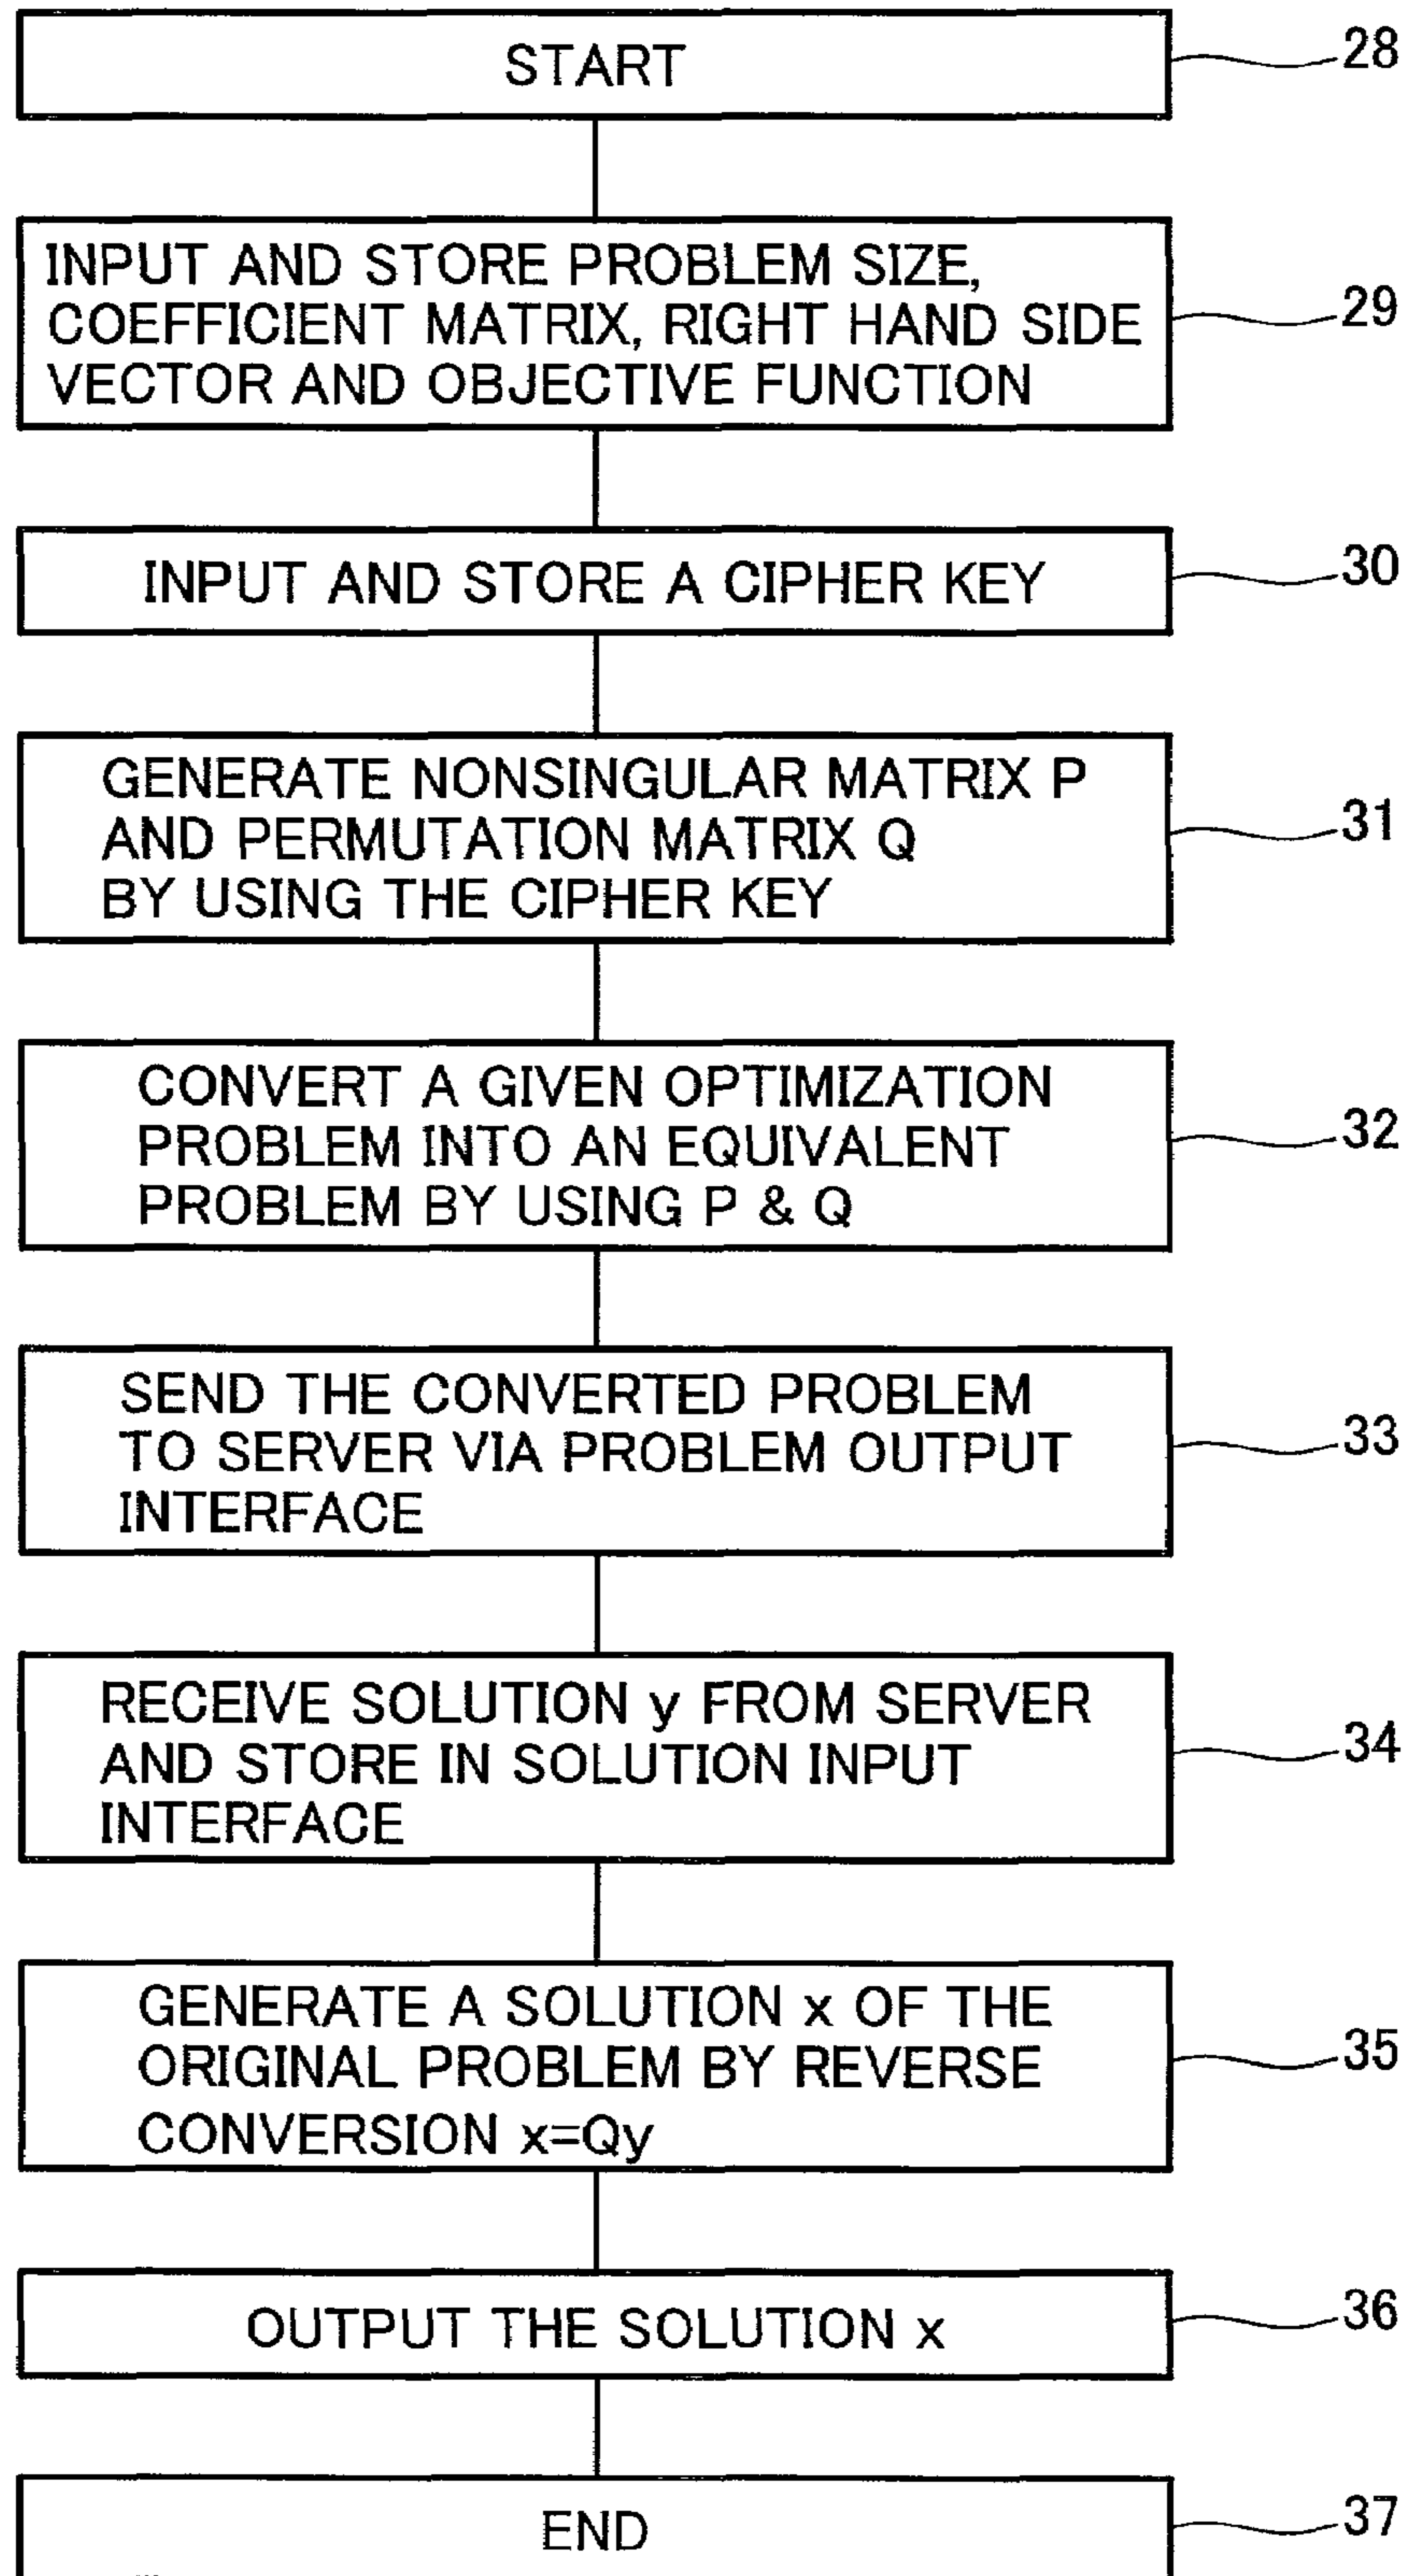 START
28
INPUT AND STORE PROBLEM SIZE,
COEFFICIENT MATRIX, RIGHT HAND SIDE
VECTOR AND OBJECTIVE FUNCTION
29
INPUT AND STORE A CIPHER KEY
30
GENERATE NONSINGULAR MATRIX P
AND PERMUTATION MATRIX Q
BY USING THE CIPHER KEY
31
CONVERT A GIVEN OPTIMIZATION
PROBLEM INTO AN EQUIVALENT
PROBLEM BY USING P & Q
32
SEND THE CONVERTED PROBLEM
TO SERVER VIA PROBLEM OUTPUT
INTERFACE
33
RECEIVE SOLUTION y FROM SERVER
AND STORE IN SOLUTION INPUT
INTERFACE
34
GENERATE A SOLUTION x OF THE
ORIGINAL PROBLEM BY REVERSE
CONVERSION x=Qy
35
OUTPUT THE SOLUTION x
36
END
37